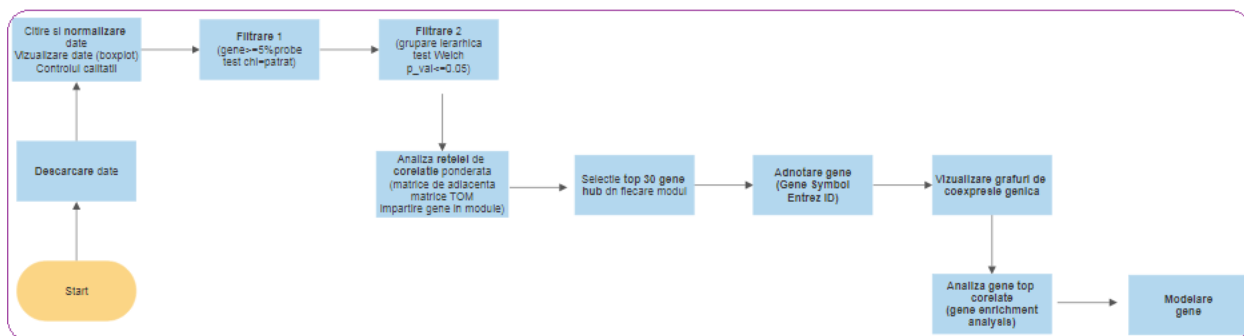 Citire si normalizare
date
Vizualizare date (boxplot)
Controlul calitatii
Filtrare 1
(gene>=5%probe
test chi=patrat)
Filtrare 2
(grupare ierarhica
test Welch
p_val<=0.05)
Descarcare date
Start
Analiza retelei de
corelatie ponderata
(matrice de adiacenta
matrice TOM
impartire gene in module)
Selectie top 30 gene
hub dn fiecare modul
Adnotare gene
(Gene Symbol
Entrez ID)
Vizualizare grafuri de
coexpresie genica
Analiza gene top
corelate
(gene enrichment
analysis)
Modelare
gene